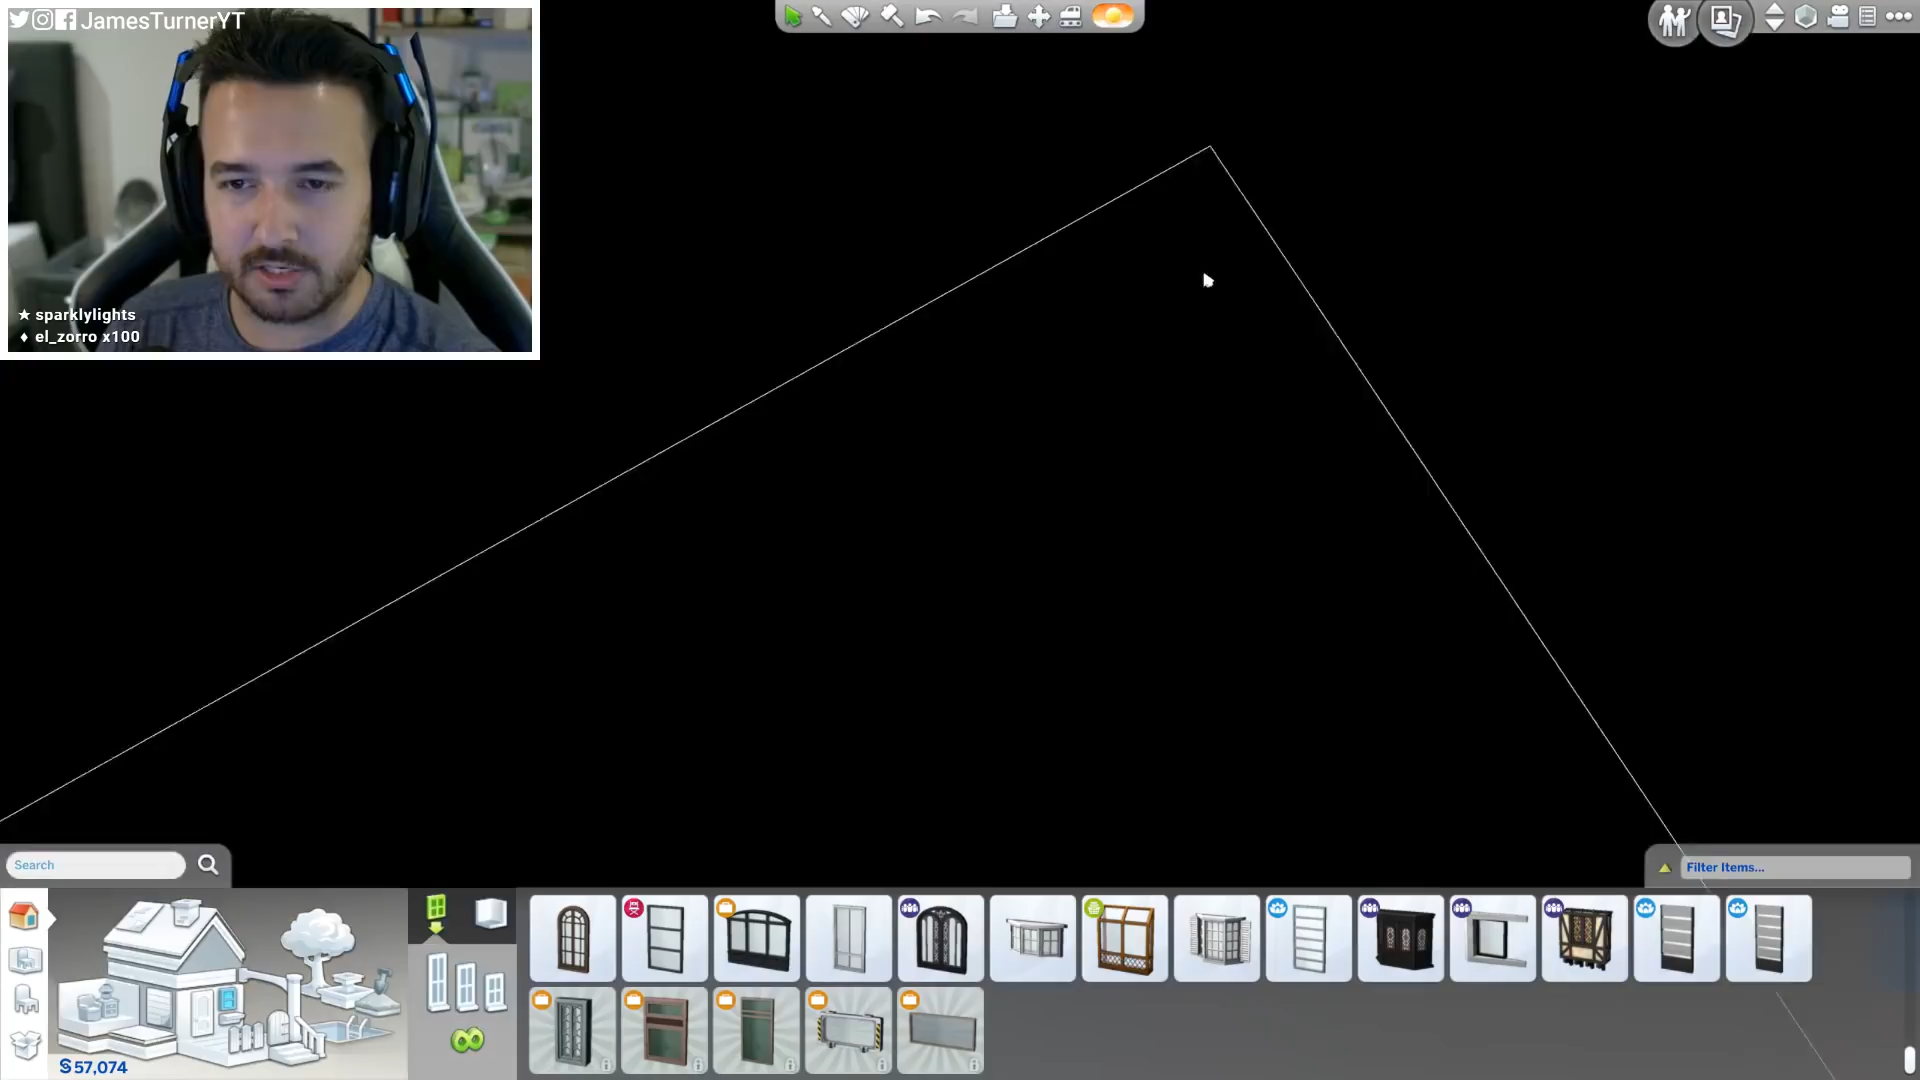 JamesTurnerYT
★ sparklylights
♦ el_zorro x100
Search
Filter Items...
§57,074